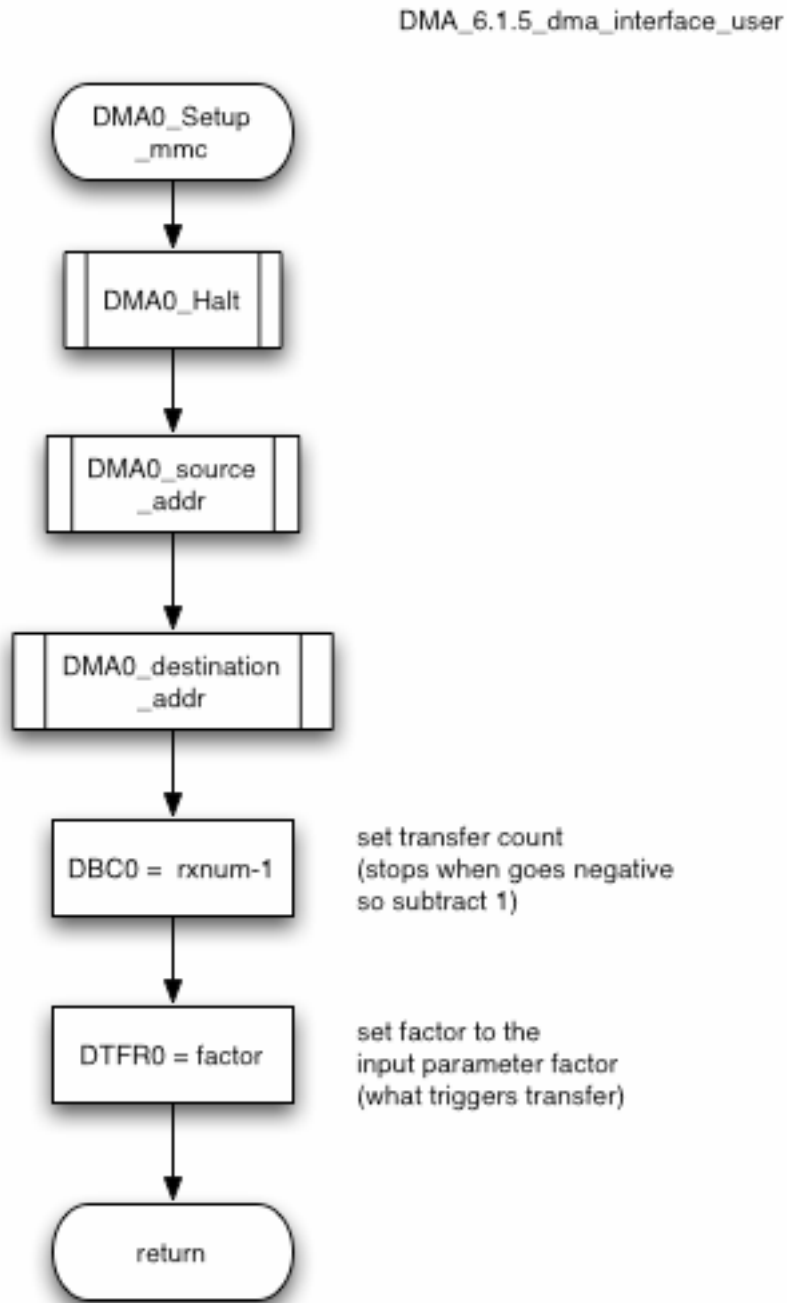 DMA_6.1.5_dma_interface_user
DMA0_Setup
_mmc
DMA0_Halt
DMA0_source
_addr
DMA0_destination
_addr
DBC0 = rxnum-1
set transfer count
(stops when goes negative
so subtract 1)
DTFR0 = factor
set factor to the
input parameter factor
(what triggers transfer)
return